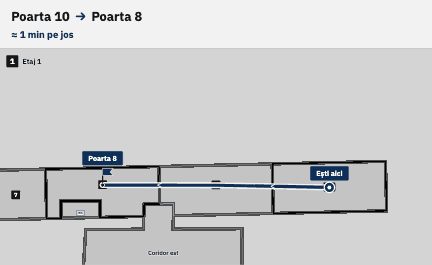 Poarta 10 → Poarta 8
≈ 1 min pe jos
1 Etaj 1
Poarta 8
Ești aici
7
Coridor est